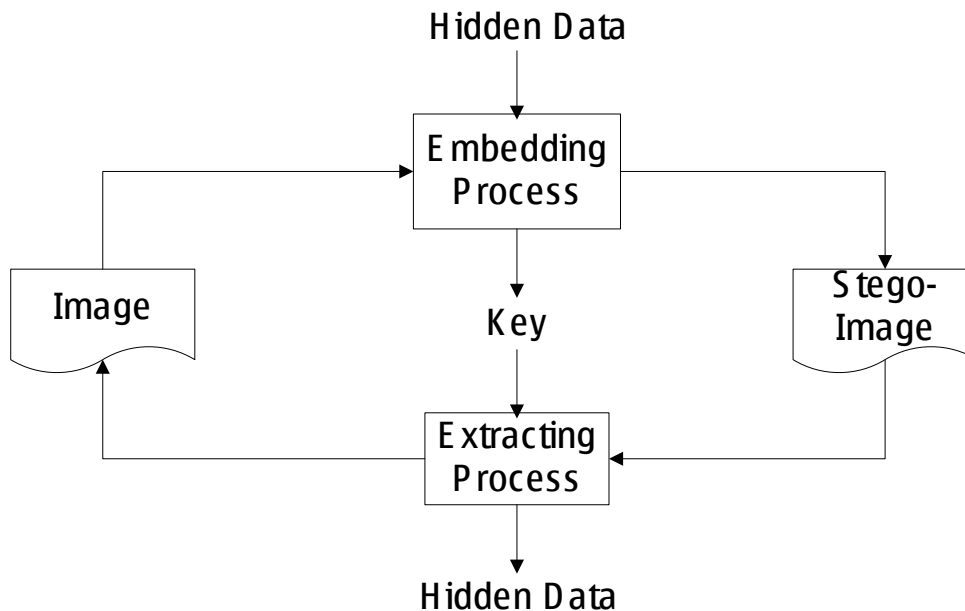 Hidden Data
Embedding
Process
Image
Stego-
Image
Key
Extracting
Process
Hidden Data